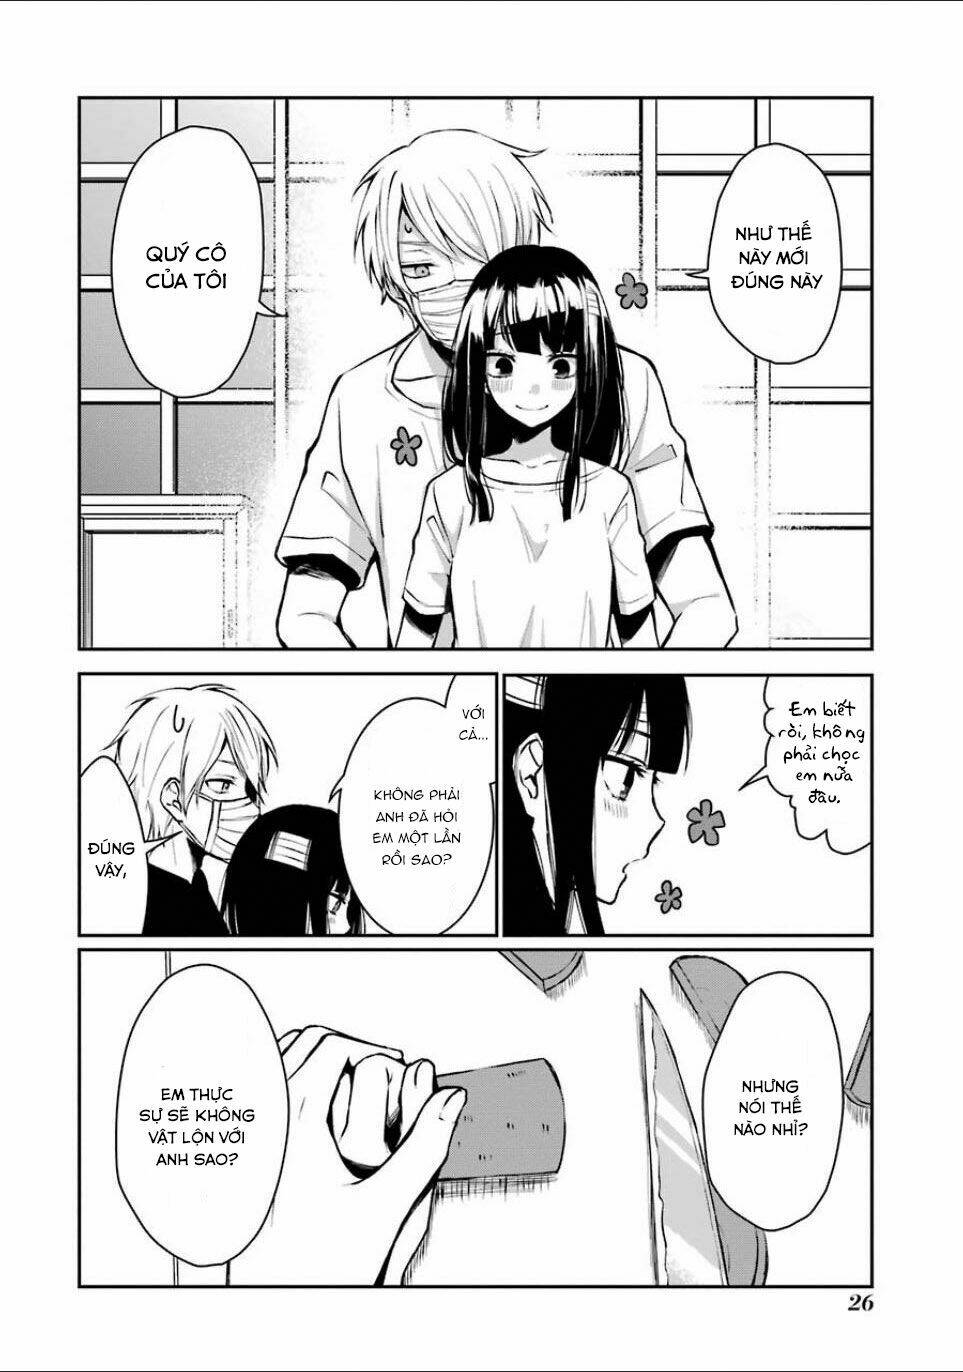 NHƯ THẾ
NÀY MỚI
ĐÚNG NÀY
QUÝ CÔ
CỦA TÔI
Em biết
rồi, không
phải chọc
em nữa
đâu.
VỚI
CẢ...
KHÔNG PHẢI
ANH ĐÃ HỎI
EM MỘT LẦN
RỒI SAO?
ĐÚNG
VẬY,
NHƯNG
NÓI THẾ
NÀO NHỈ?
EM THỰC
SỰ SẼ KHÔNG
VẬT LỘN VỚI
ANH SAO?
26